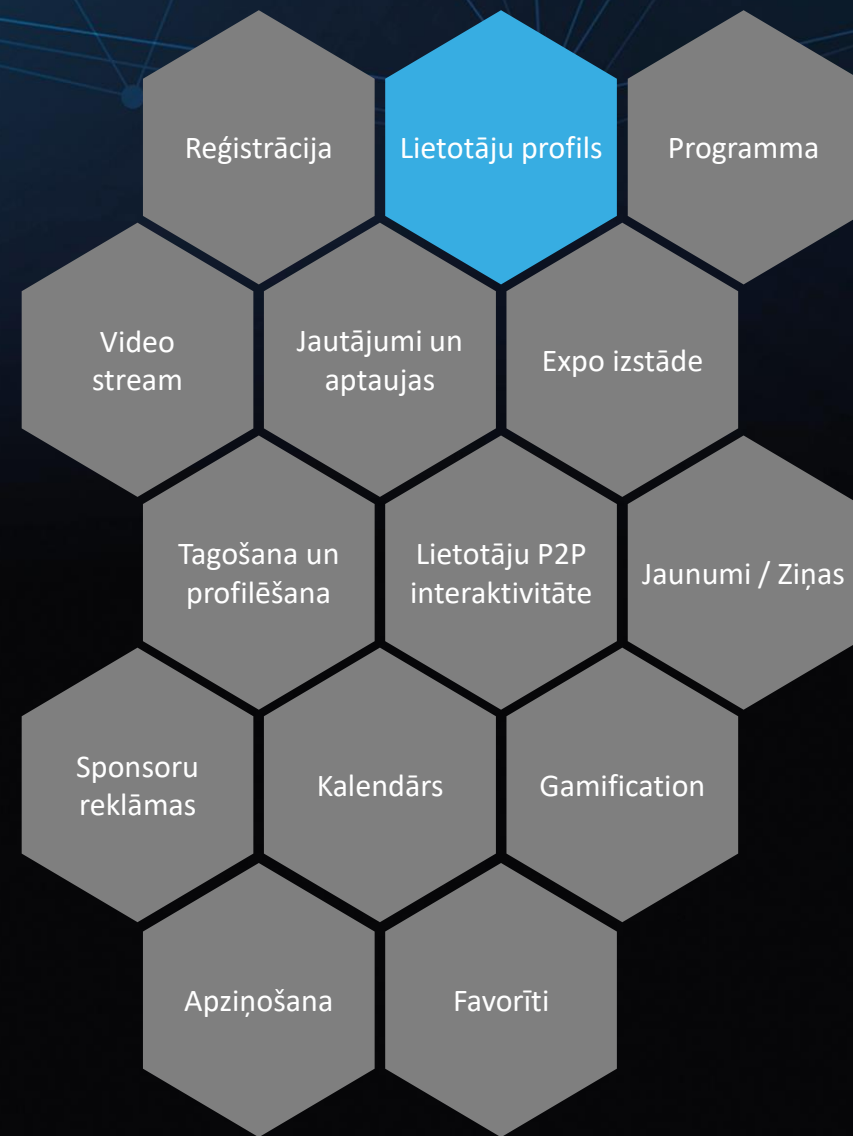 Reģistrācija
Lietotāju profils
Programma
Video
stream
Jautājumi un
aptaujas
Expo izstāde
Tagošana un
profilēšana
Lietotāju P2P
interaktivitāte
Jaunumi / Ziņas
Sponsoru
reklāmas
Kalendārs
Gamification
Apziņošana
Favorīti